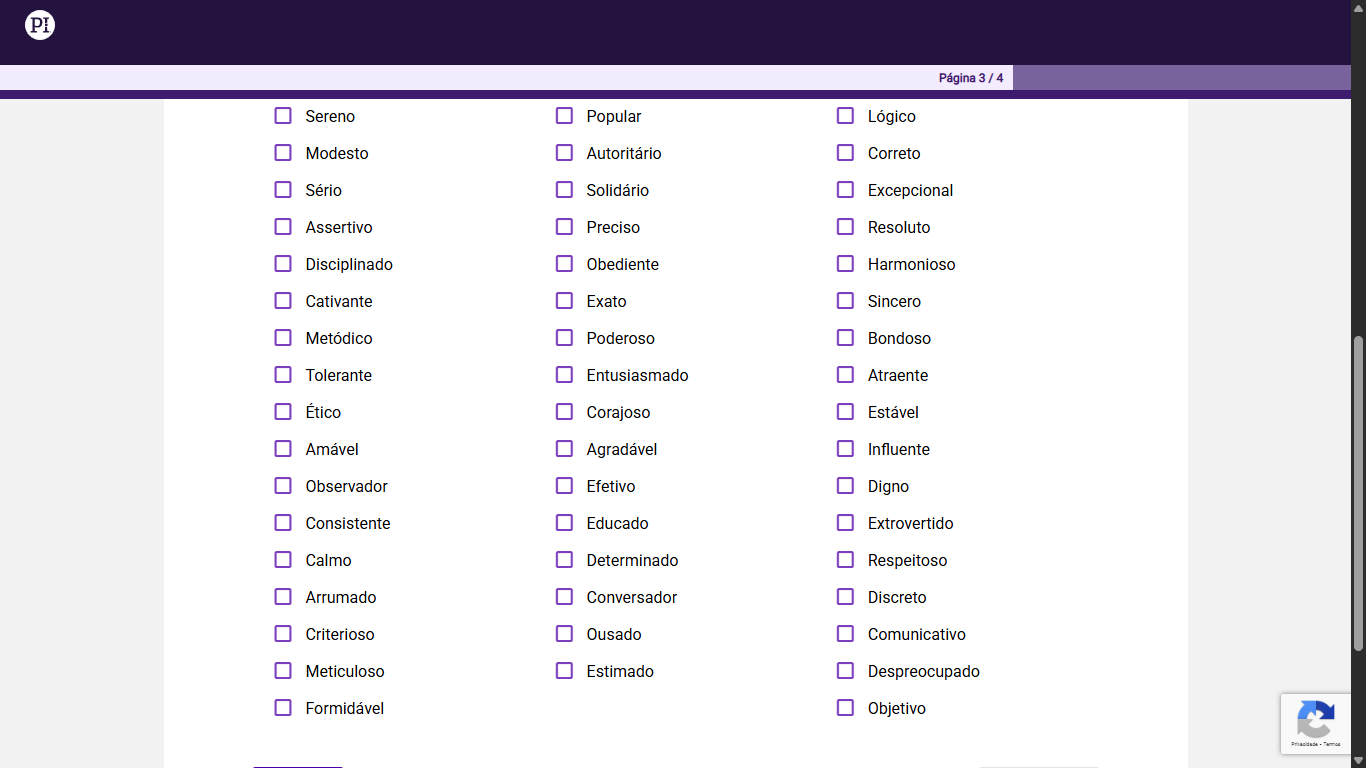 PI
Página 3 / 4
Sereno Popular Lógico
Modesto Autoritário Correto
Sério Solidário Excepcional
Assertivo Preciso Resoluto
Disciplinado Obediente Harmonioso
Cativante Exato Sincero
Metódico Poderoso Bondoso
Tolerante Entusiasmado Atraente
Ético Corajoso Estável
Amável Agradável Influente
Observador Efetivo Digno
Consistente Educado Extrovertido
Calmo Determinado Respeitoso
Arrumado Conversador Discreto
Criterioso Ousado Comunicativo
Meticuloso Estimado Despreocupado
Formidável Objetivo
Privacidade - Termos